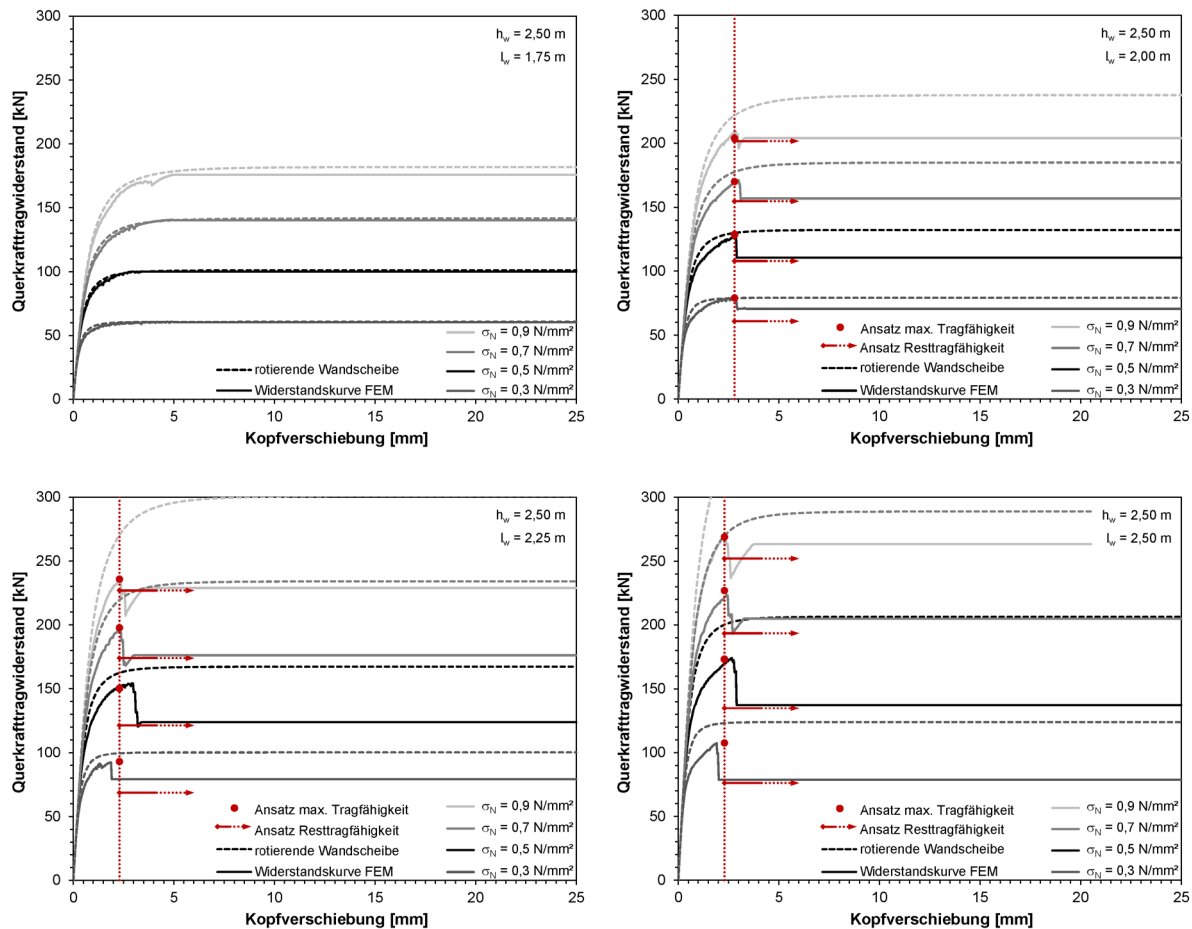 300
250
200
150
100
50
0
Querkrafttragwiderstand [kN]
h_w = 2,50 m
l_w = 1,75 m
σ_N = 0,9 N/mm²
σ_N = 0,7 N/mm²
rotierende Wandscheibe σ_N = 0,5 N/mm²
Widerstandskurve FEM σ_N = 0,3 N/mm²
0 5 10 15 20 25
Kopfverschiebung [mm]
300
250
200
150
100
50
0
Querkrafttragwiderstand [kN]
h_w = 2,50 m
l_w = 2,00 m
Ansatz max. Tragfähigkeit σ_N = 0,9 N/mm²
Ansatz Resttragfähigkeit σ_N = 0,7 N/mm²
rotierende Wandscheibe σ_N = 0,5 N/mm²
Widerstandskurve FEM σ_N = 0,3 N/mm²
0 5 10 15 20 25
Kopfverschiebung [mm]
300
250
200
150
100
50
0
Querkrafttragwiderstand [kN]
h_w = 2,50 m
l_w = 2,25 m
Ansatz max. Tragfähigkeit σ_N = 0,9 N/mm²
Ansatz Resttragfähigkeit σ_N = 0,7 N/mm²
rotierende Wandscheibe σ_N = 0,5 N/mm²
Widerstandskurve FEM σ_N = 0,3 N/mm²
0 5 10 15 20 25
Kopfverschiebung [mm]
300
250
200
150
100
50
0
Querkrafttragwiderstand [kN]
h_w = 2,50 m
l_w = 2,50 m
Ansatz max. Tragfähigkeit σ_N = 0,9 N/mm²
Ansatz Resttragfähigkeit σ_N = 0,7 N/mm²
rotierende Wandscheibe σ_N = 0,5 N/mm²
Widerstandskurve FEM σ_N = 0,3 N/mm²
0 5 10 15 20 25
Kopfverschiebung [mm]